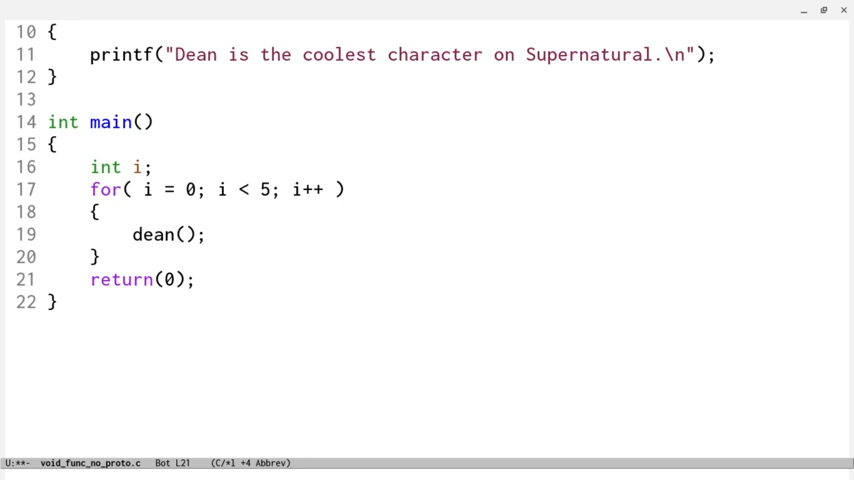 10 {
11     printf("Dean is the coolest character on Supernatural.\n");
12 }
13
14 int main()
15 {
16     int i;
17     for( i = 0; i < 5; i++ )
18     {
19         dean();
20     }
21     return(0);
22 }
U:**-  void_func_no_proto.c   Bot L21    (C/*l +4 Abbrev)